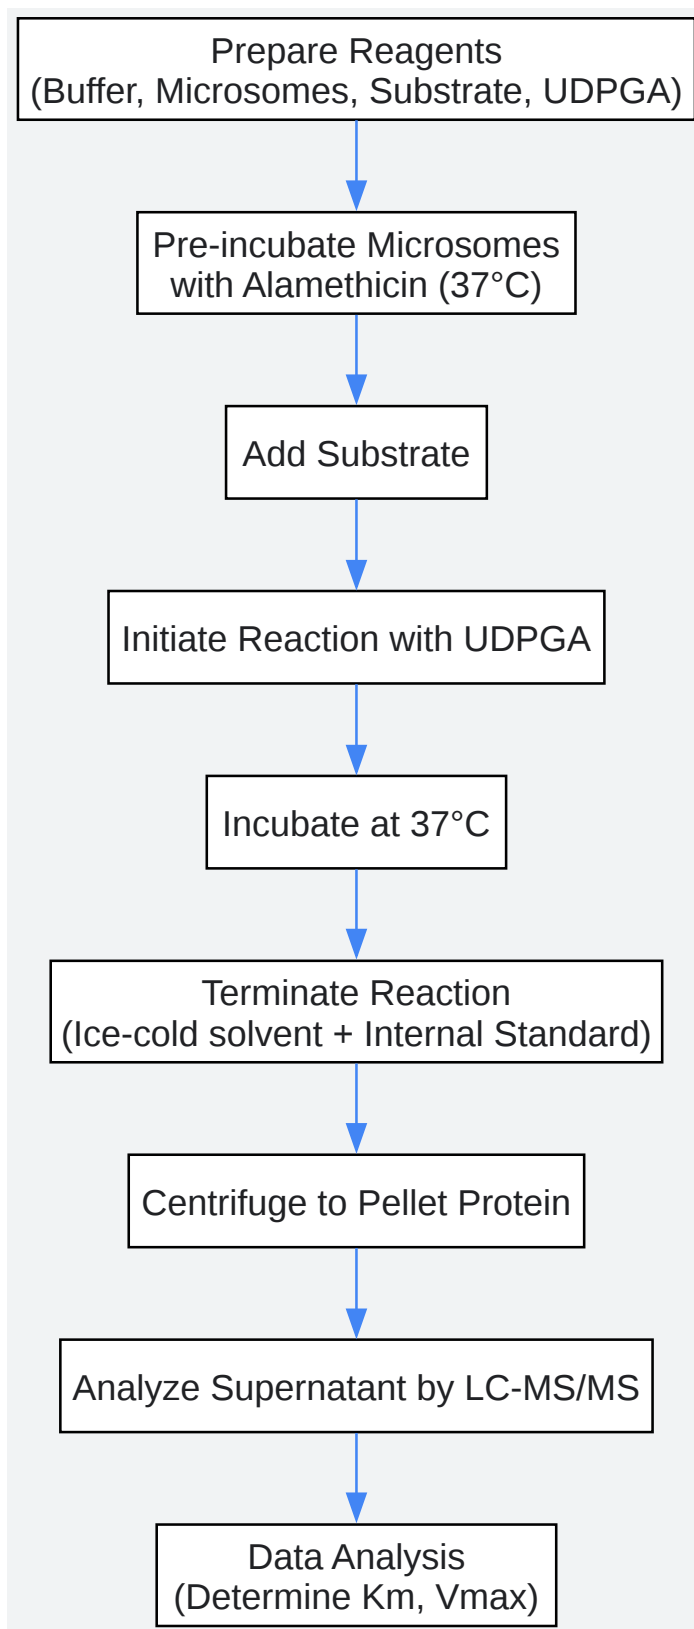 Prepare Reagents
(Buffer, Microsomes, Substrate, UDPGA)
Pre-incubate Microsomes
with Alamethicin (37°C)
Add Substrate
Initiate Reaction with UDPGA
Incubate at 37°C
Terminate Reaction
(Ice-cold solvent + Internal Standard)
Centrifuge to Pellet Protein
Analyze Supernatant by LC-MS/MS
Data Analysis
(Determine Km, Vmax)